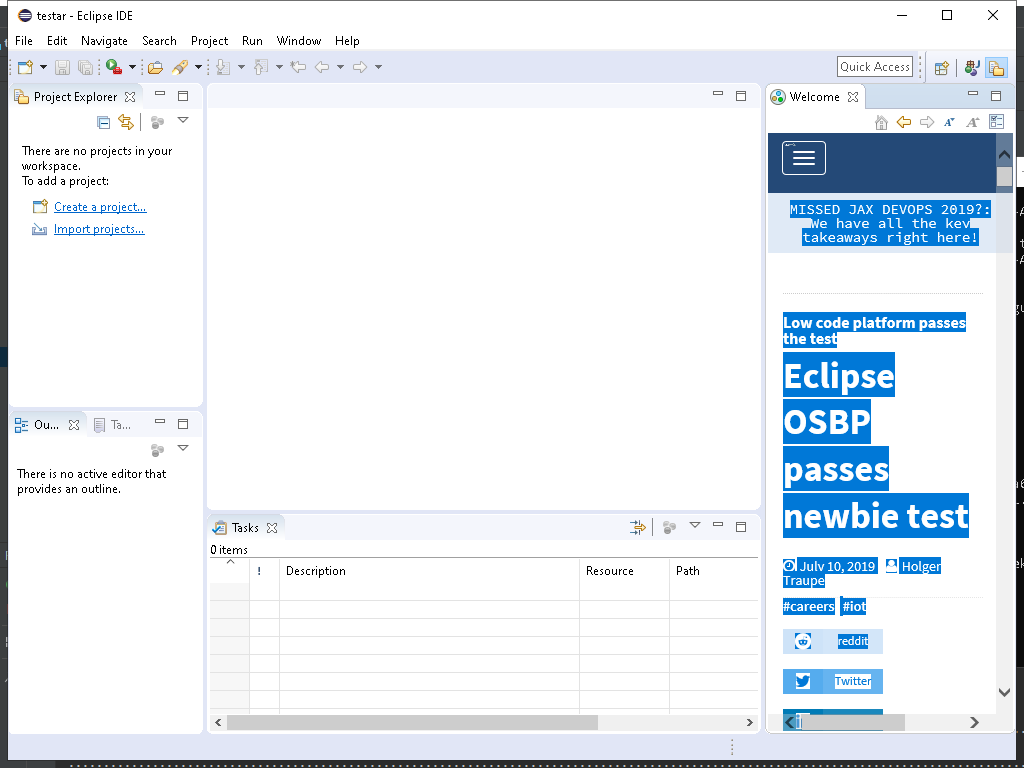 testar - Eclipse IDE
File Edit Navigate Search Project Run Window Help
Quick Access
Project Explorer
There are no projects in your
workspace.
To add a project:
Create a project...
Import projects...
Ou...
Ta...
There is no active editor that
provides an outline.
Tasks
0 items
! Description Resource Path
Welcome
MISSED JAX DEVOPS 2019?:
We have all the key
takeaways right here!
Low code platform passes
the test
Eclipse
OSBP
passes
newbie test
July 10, 2019 Holger
Traupe
#careers #iot
reddit
Twitter